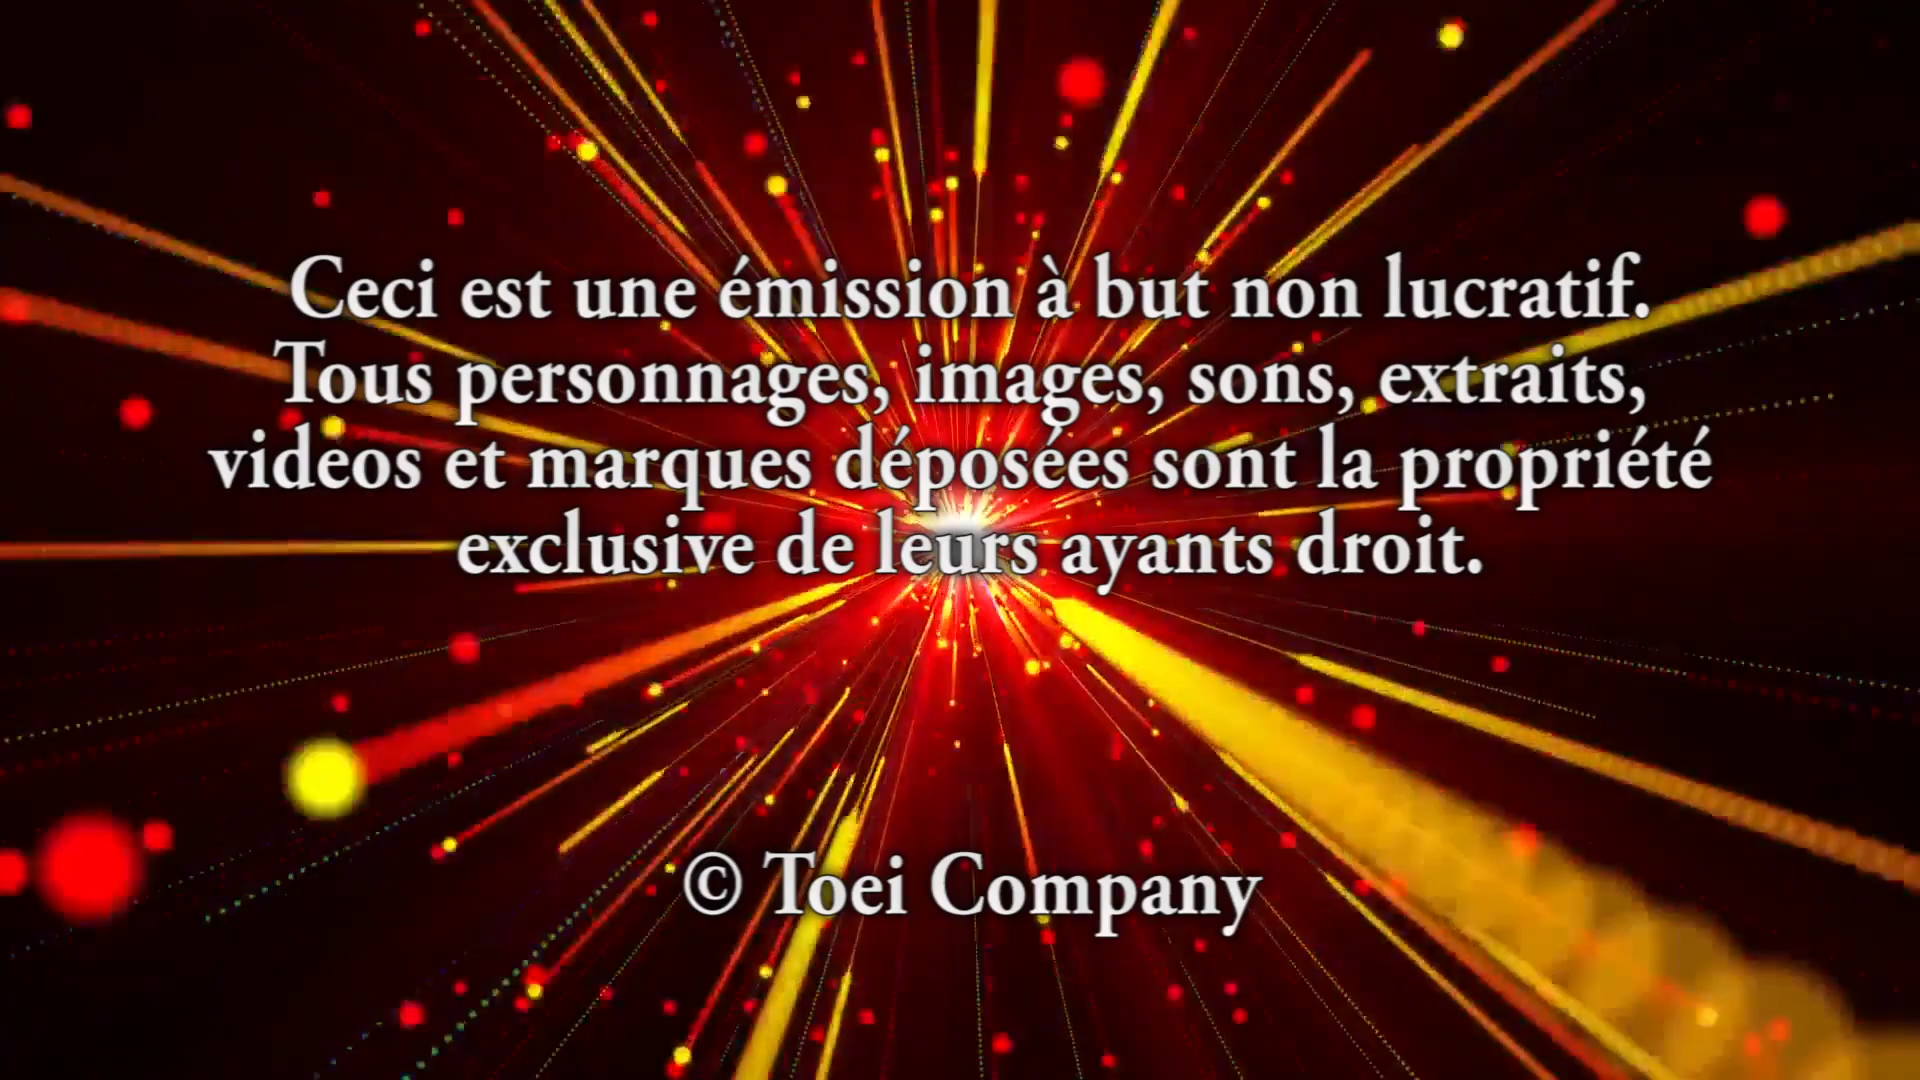 Ceci est une émission à but non lucratif.
Tous personnages, images, sons, extraits,
vidéos et marques déposées sont la propriété
exclusive de leurs ayants droit.
© Toei Company